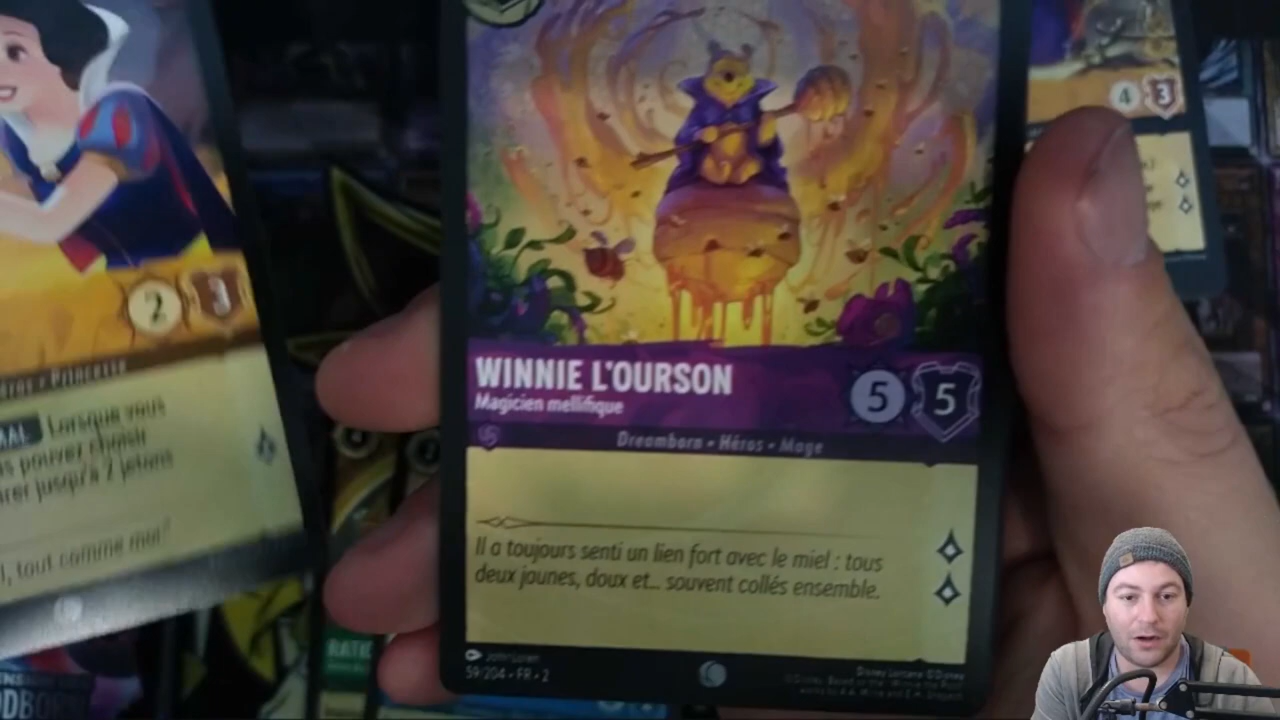 2
3
Princesse
Lorsque vous
pouvez choisir
jusqu'à 2 jetons
, tout comme moi!
WINNIE L'OURSON
Magicien mellifique
5
5
Dreamborn • Héros • Mage
Il a toujours senti un lien fort avec le miel : tous
deux jaunes, doux et... souvent collés ensemble.
59/204 • FR • 2
4
3